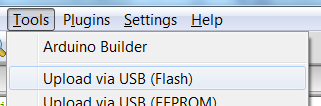 Tools Plugins Settings Help
Arduino Builder
Upload via USB (Flash)
Upload via USB (EEPROM)